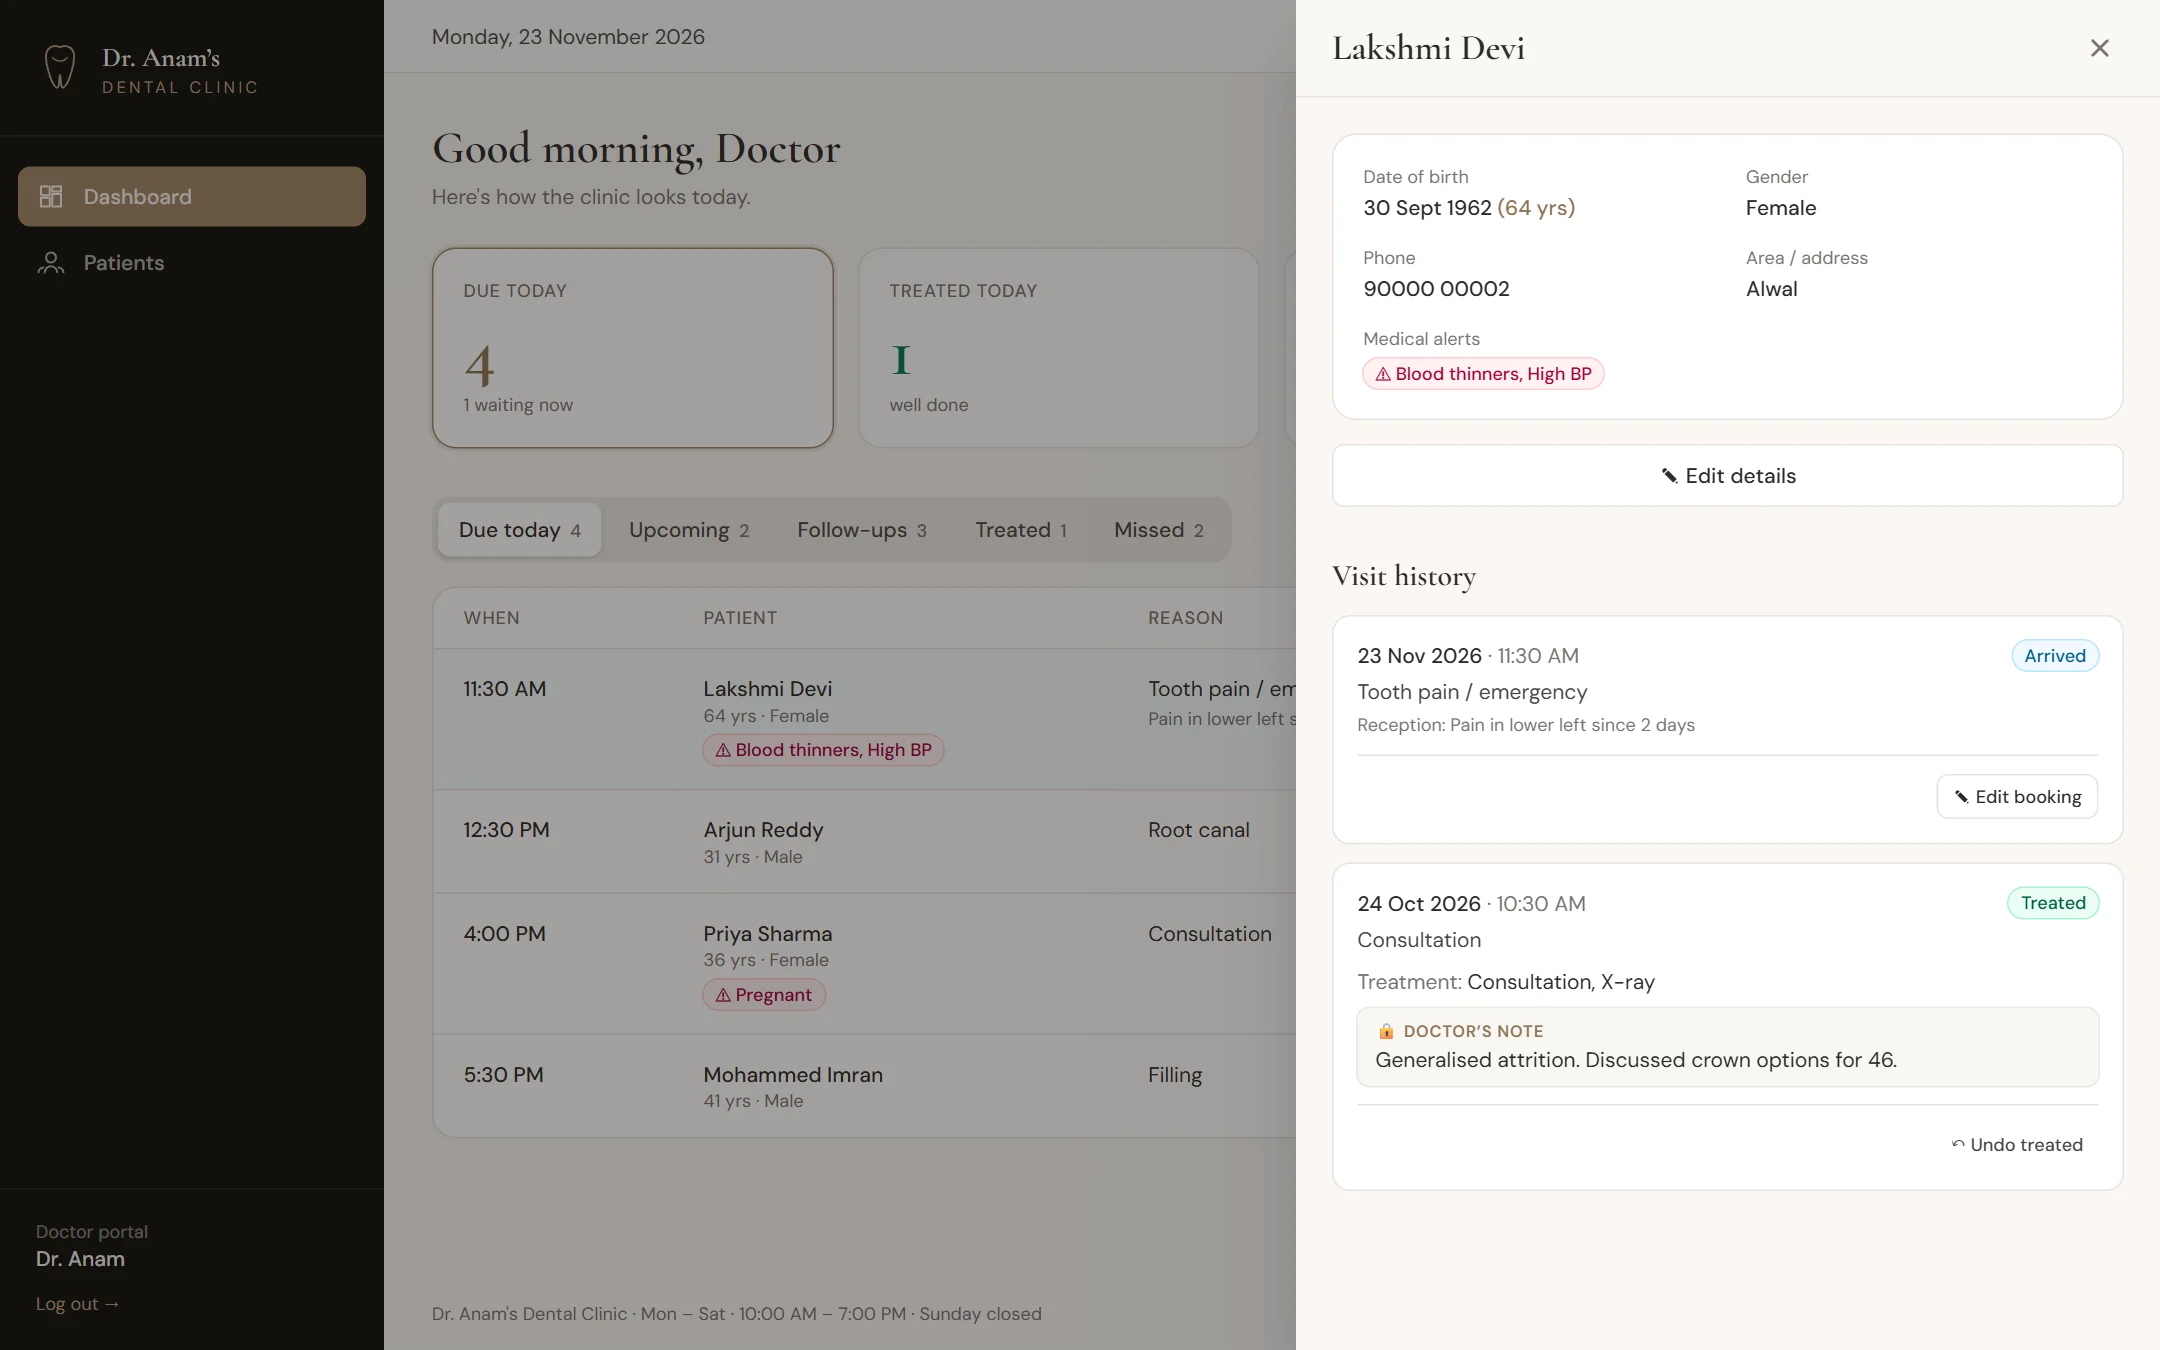 Dr. Anam’s
DENTAL CLINIC
Dashboard
Patients
Doctor portal
Dr. Anam
Log out →
Monday, 23 November 2026
Good morning, Doctor
Here's how the clinic looks today.
DUE TODAY
4
1 waiting now
TREATED TODAY
1
well done
Due today 4
Upcoming 2
Follow-ups 3
Treated 1
Missed 2
WHEN PATIENT REASON
11:30 AM Lakshmi Devi Tooth pain / em
64 yrs · Female Pain in lower left s
⚠ Blood thinners, High BP
12:30 PM Arjun Reddy Root canal
31 yrs · Male
4:00 PM Priya Sharma Consultation
36 yrs · Female
⚠ Pregnant
5:30 PM Mohammed Imran Filling
41 yrs · Male
Dr. Anam's Dental Clinic · Mon – Sat · 10:00 AM – 7:00 PM · Sunday closed
Lakshmi Devi
Date of birth
30 Sept 1962 (64 yrs)
Gender
Female
Phone
90000 00002
Area / address
Alwal
Medical alerts
⚠ Blood thinners, High BP
Edit details
Visit history
23 Nov 2026 · 11:30 AM Arrived
Tooth pain / emergency
Reception: Pain in lower left since 2 days
Edit booking
24 Oct 2026 · 10:30 AM Treated
Consultation
Treatment: Consultation, X-ray
DOCTOR’S NOTE
Generalised attrition. Discussed crown options for 46.
Undo treated